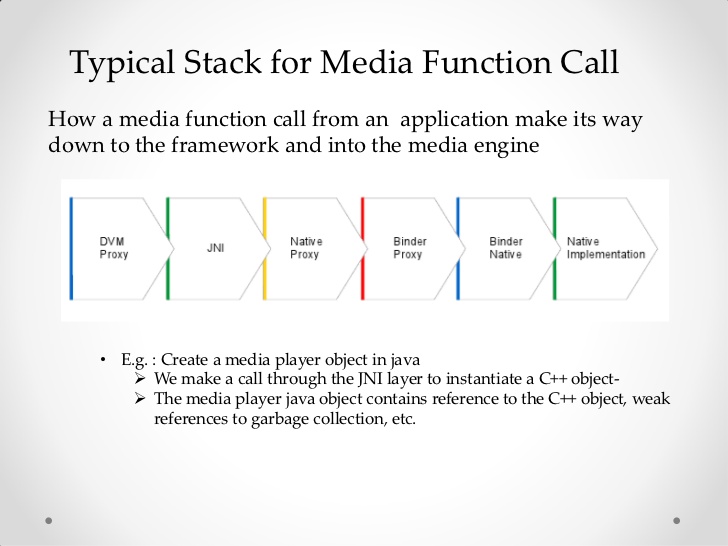 Typical Stack for Media Function Call
How a media function call from an application make its way
down to the framework and into the media engine
DVM
Proxy
JNI
Native
Proxy
Binder
Proxy
Binder
Native
Native
Implementation
• E.g. : Create a media player object in java
➢ We make a call through the JNI layer to instantiate a C++ object-
➢ The media player java object contains reference to the C++ object, weak
references to garbage collection, etc.